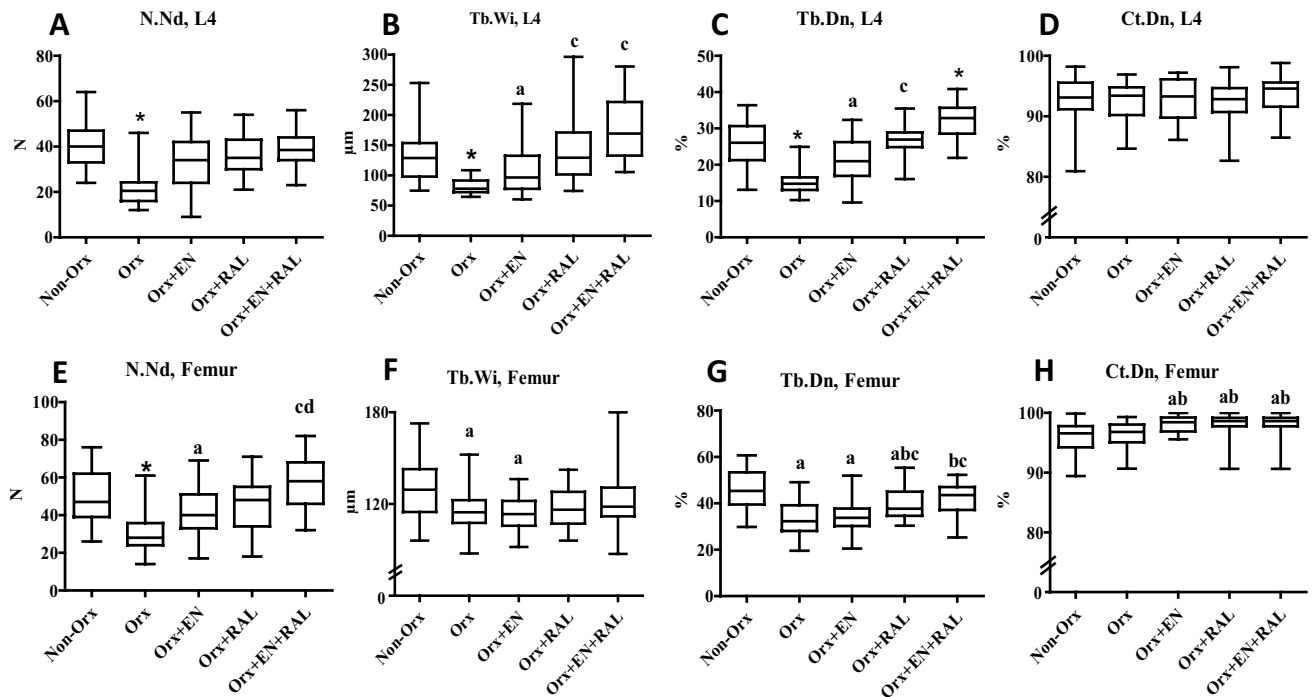 A
N.Nd, L4
80
60
40
20
0
N
*
Non-Orx
Orx
Orx+EN
Orx+RAL
Orx+EN+RAL
B
Tb.Wi, L4
300
250
200
150
100
50
0
µm
*
a
c
c
Non-Orx
Orx
Orx+EN
Orx+RAL
Orx+EN+RAL
C
Tb.Dn, L4
50
40
30
20
10
0
%
*
a
c
*
Non-Orx
Orx
Orx+EN
Orx+RAL
Orx+EN+RAL
D
Ct.Dn, L4
100
90
80
0
%
Non-Orx
Orx
Orx+EN
Orx+RAL
Orx+EN+RAL
E
N.Nd, Femur
100
80
60
40
20
0
N
*
a
cd
Non-Orx
Orx
Orx+EN
Orx+RAL
Orx+EN+RAL
F
Tb.Wi, Femur
180
120
0
µm
a
a
Non-Orx
Orx
Orx+EN
Orx+RAL
Orx+EN+RAL
G
Tb.Dn, Femur
80
60
40
20
0
%
a
a
abc
bc
Non-Orx
Orx
Orx+EN
Orx+RAL
Orx+EN+RAL
H
Ct.Dn, Femur
100
90
80
0
%
ab
ab
ab
Non-Orx
Orx
Orx+EN
Orx+RAL
Orx+EN+RAL